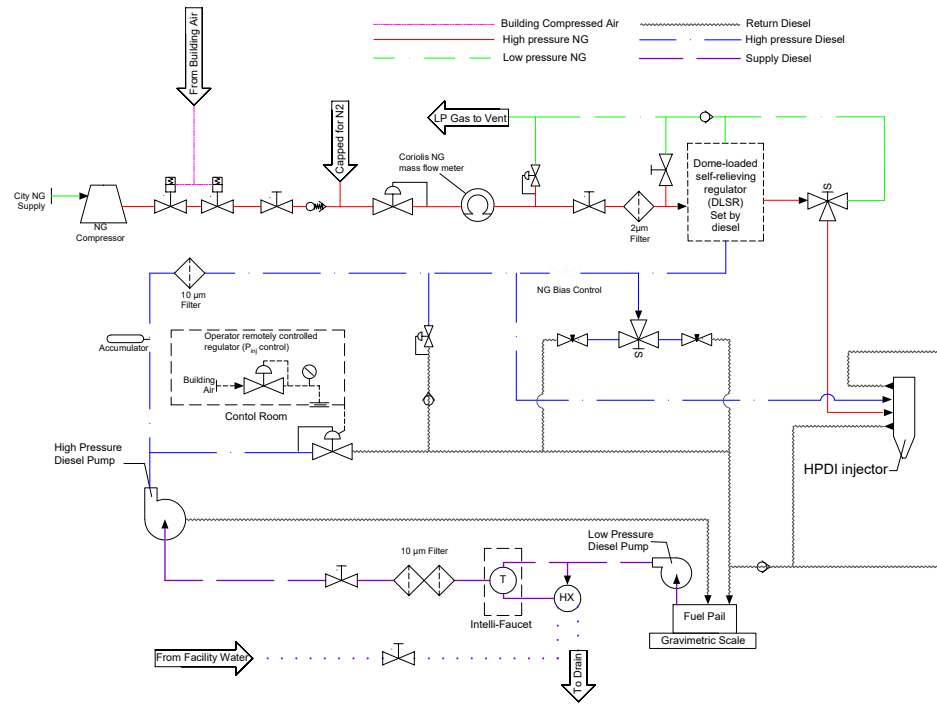 Building Compressed Air
High pressure NG
Low pressure NG
Return Diesel
High pressure Diesel
Supply Diesel
From Building Air
Capped for N2
LP Gas to Vent
Coriolis NG
mass flow meter
City NG
Supply
NG
Compressor
M
M
2µm
Filter
Dome-loaded
self-relieving
regulator
(DLSR)
Set by
diesel
S
10 µm
Filter
NG Bias Control
S
Accumulator
Operator remotely controlled
regulator (Pinj control)
Building
Air
Contol Room
High Pressure
Diesel Pump
HPDI injector
10 µm Filter
T
HX
Intelli-Faucet
Low Pressure
Diesel Pump
Fuel Pail
Gravimetric Scale
From Facility Water
To Drain